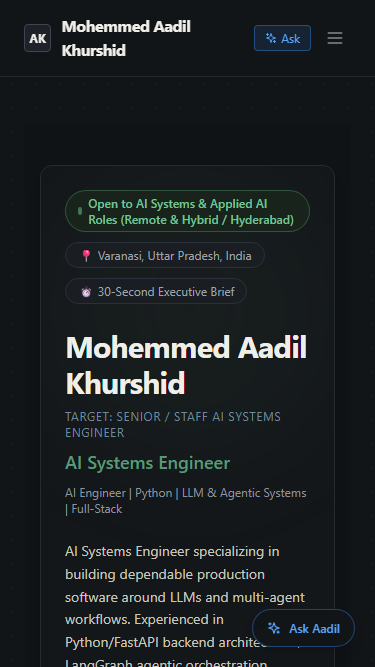 AK
Mohemmed Aadil
Khurshid
Ask
Open to AI Systems & Applied AI
Roles (Remote & Hybrid / Hyderabad)
Varanasi, Uttar Pradesh, India
30-Second Executive Brief
Mohemmed Aadil
Khurshid
TARGET: SENIOR / STAFF AI SYSTEMS
ENGINEER
AI Systems Engineer
AI Engineer | Python | LLM & Agentic Systems
| Full-Stack
AI Systems Engineer specializing in
building dependable production
software around LLMs and multi-agent
workflows. Experienced in
Python/FastAPI backend
LangGraph agentic orchestration
Ask Aadil